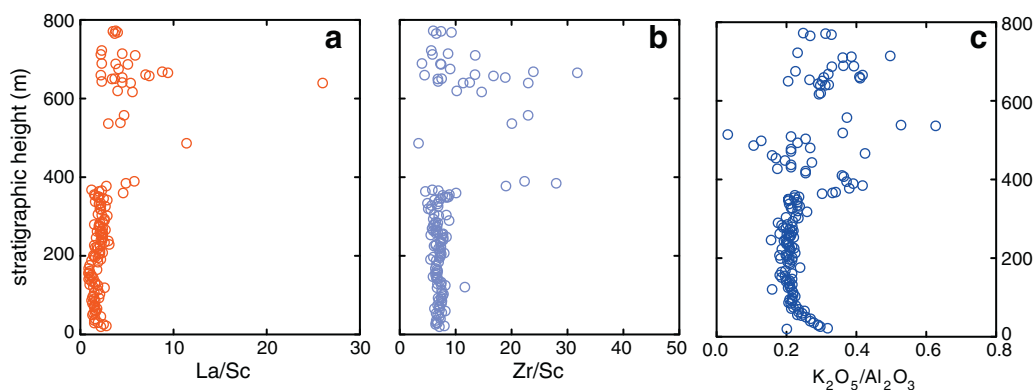 a
b
c
stratigraphic height (m)
800
600
400
200
0
0 10 20 30
La/Sc
0 10 20 30 40 50
Zr/Sc
800
600
400
200
0
0.0 0.2 0.4 0.6 0.8
K₂O₅/Al₂O₃